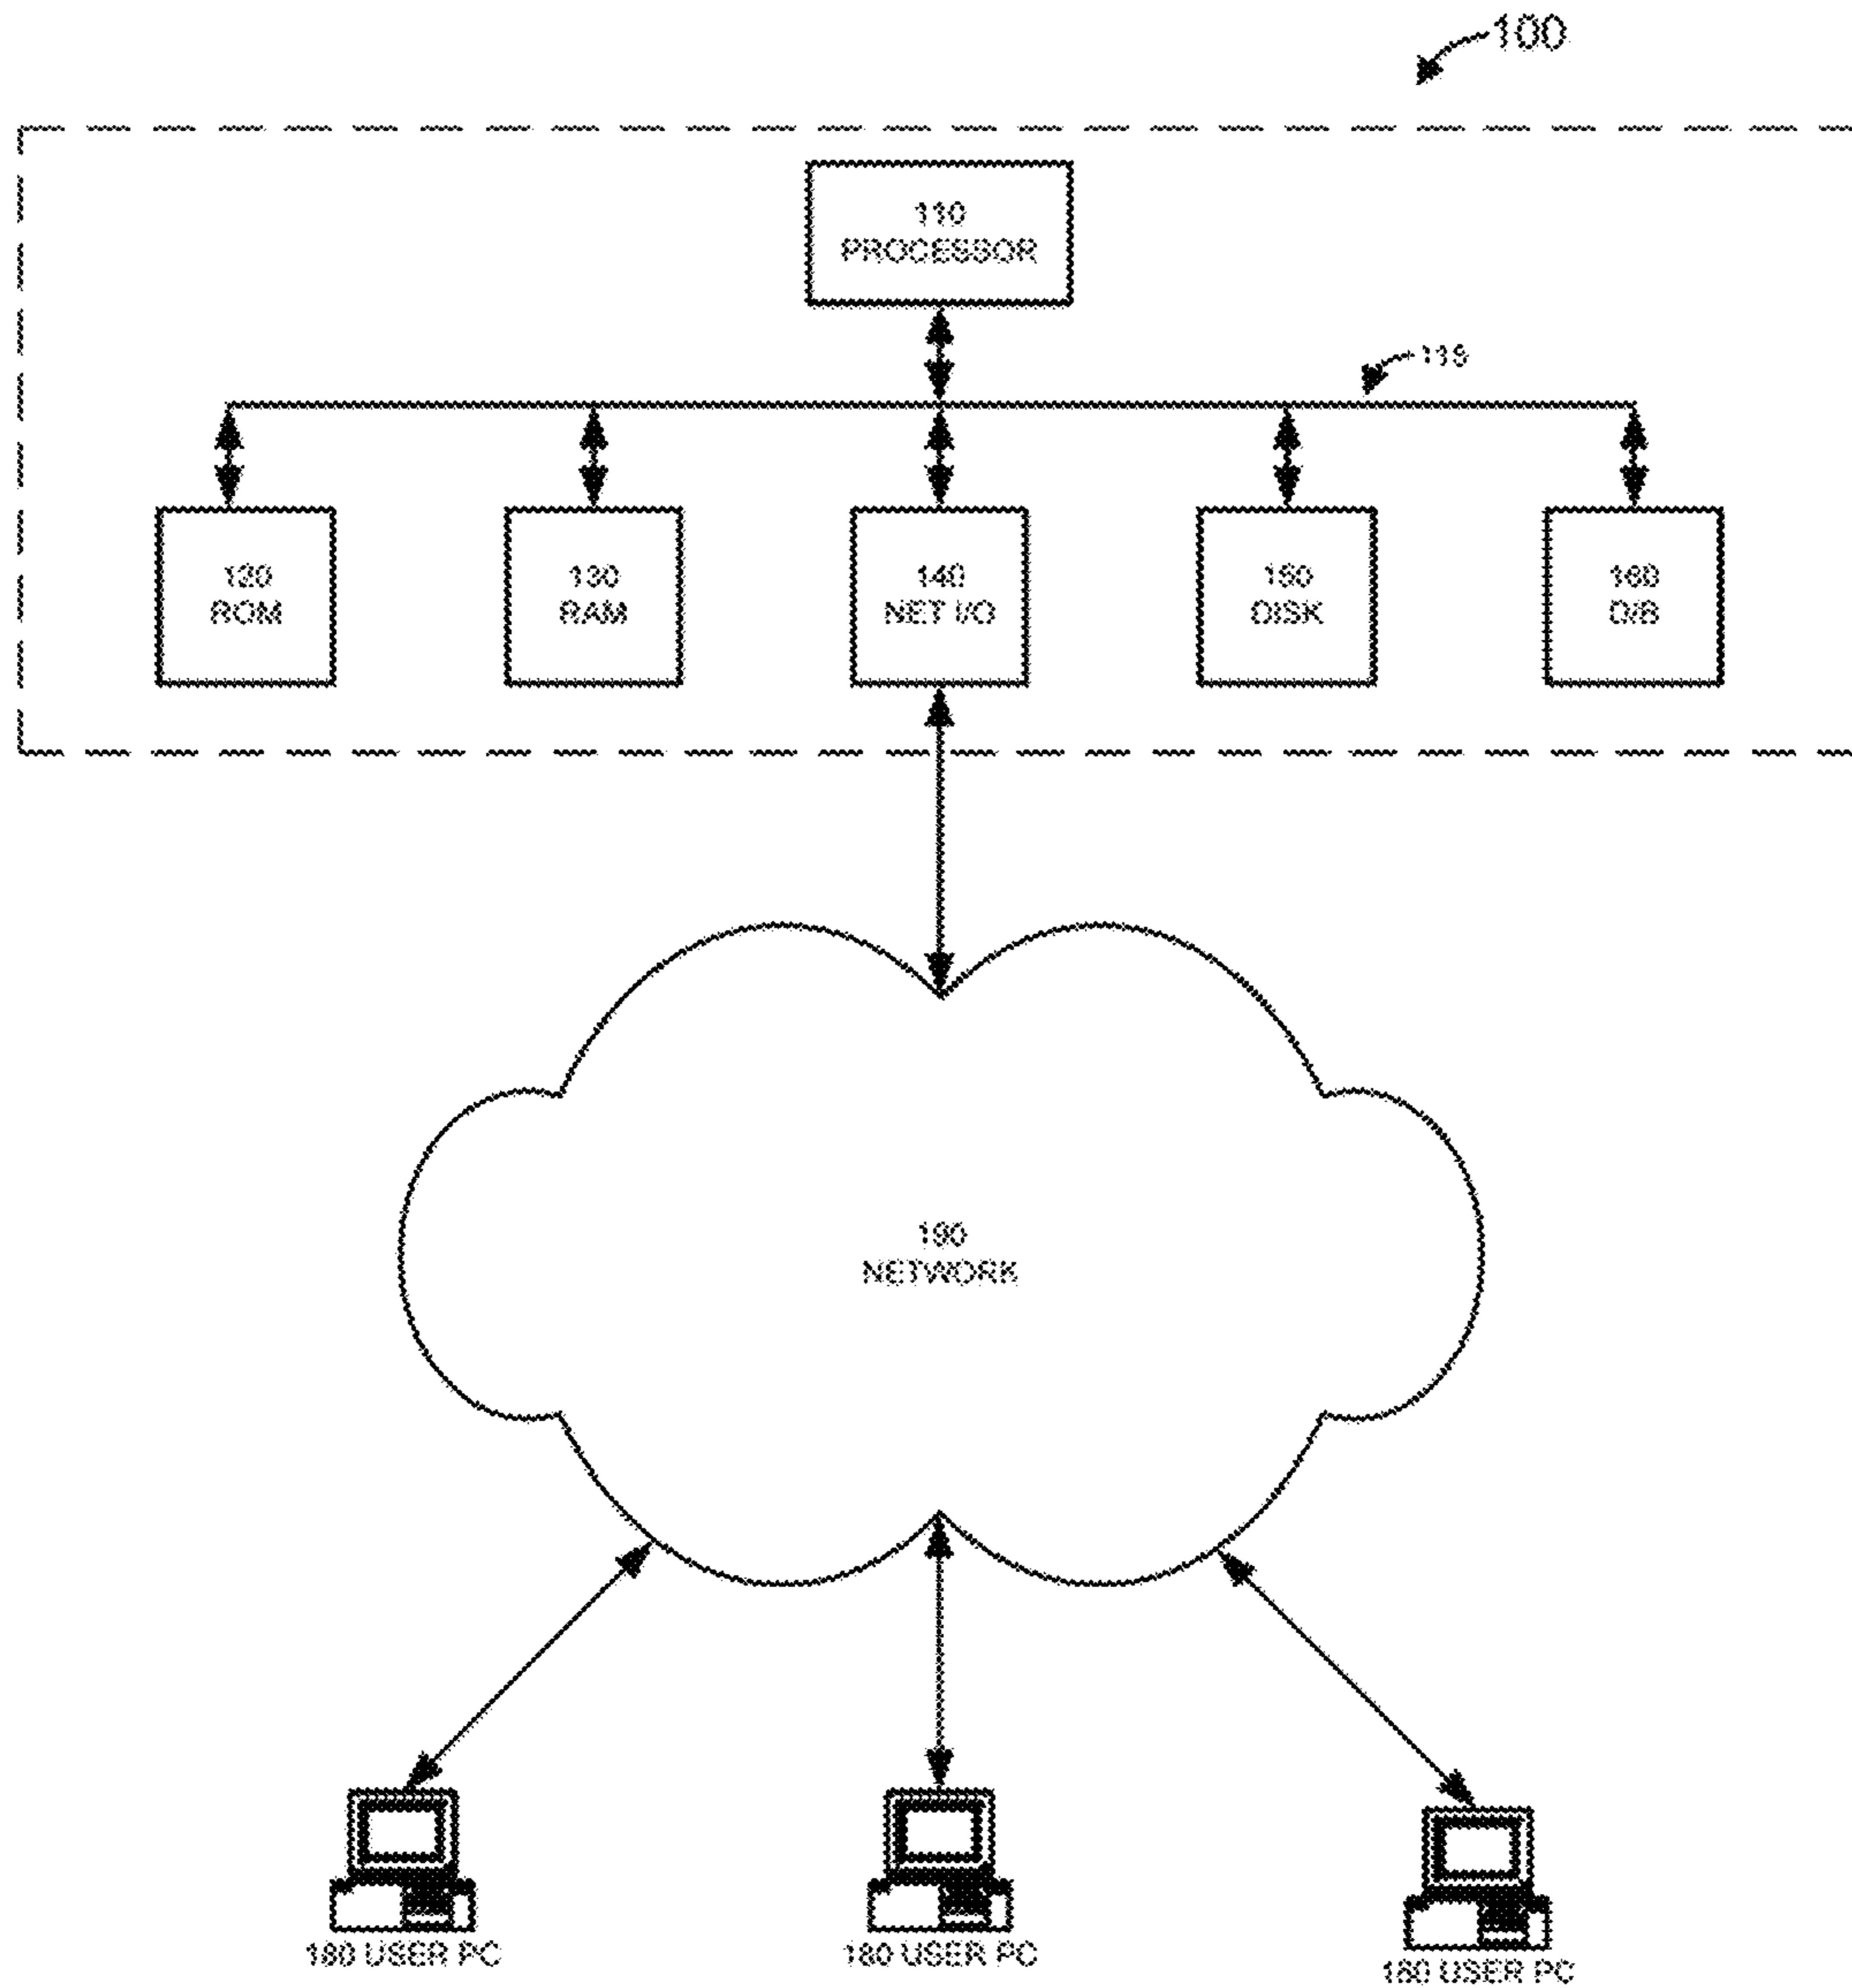 100
110
PROCESSOR
115
120
ROM
130
RAM
140
NET I/O
150
DISK
160
D/B
190
NETWORK
180 USER PC
180 USER PC
180 USER PC